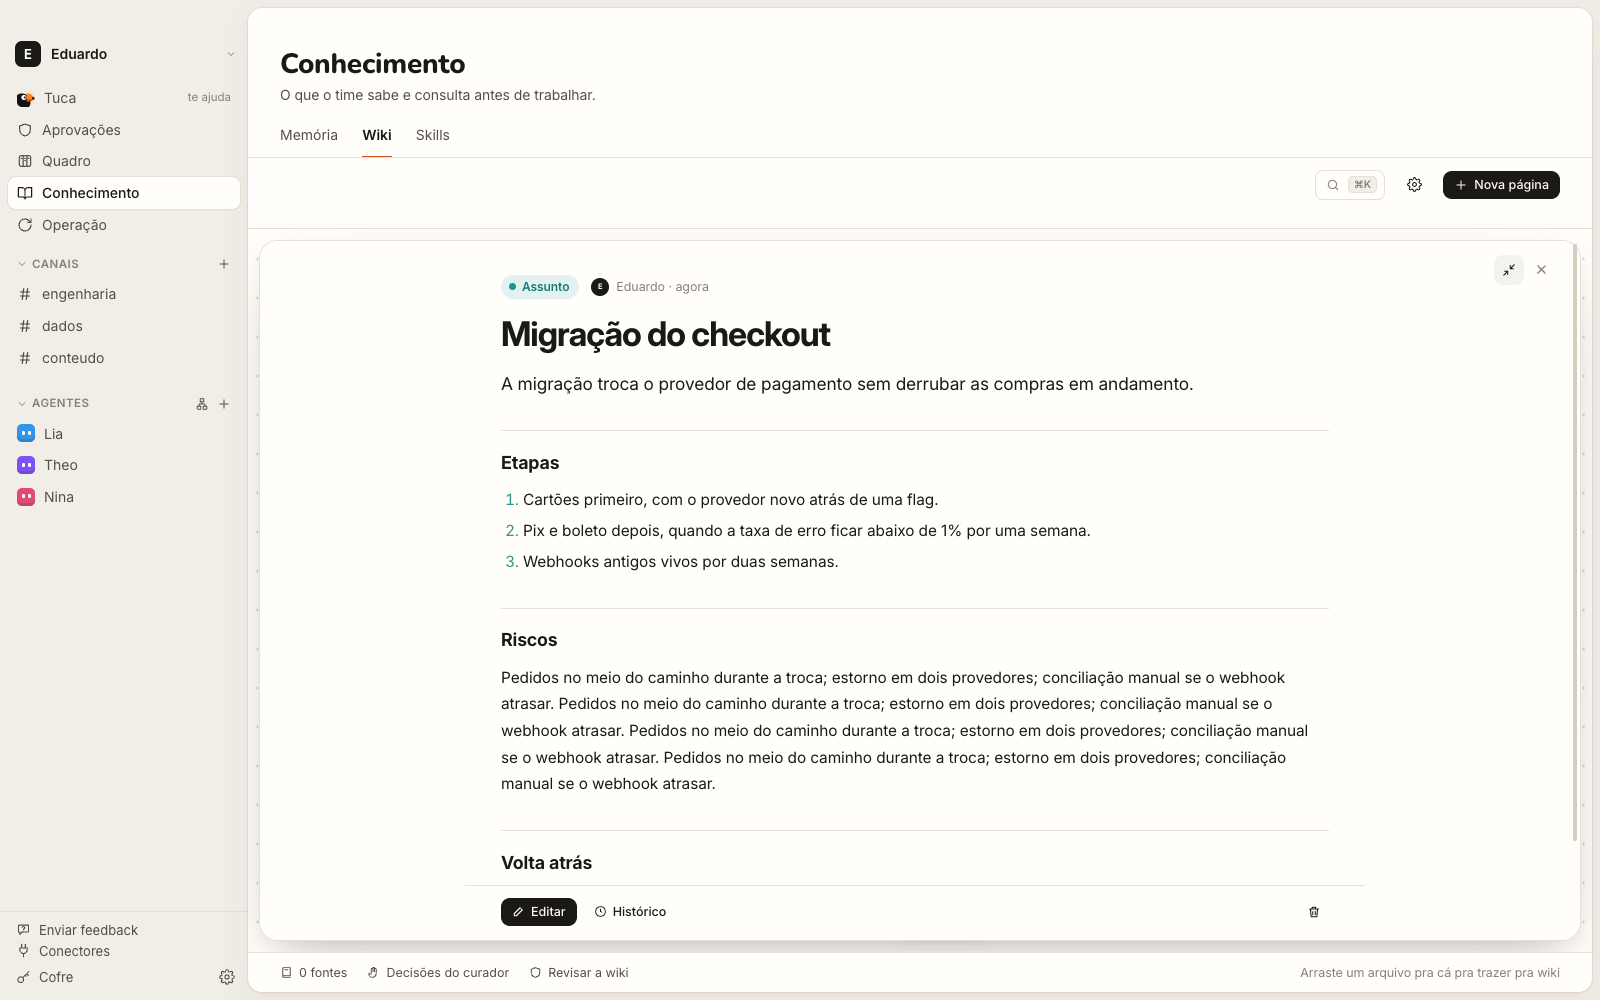 E Eduardo
Tuca te ajuda
Aprovações
Quadro
Conhecimento
Operação
CANAIS
# engenharia
# dados
# conteudo
AGENTES
Lia
Theo
Nina
Enviar feedback
Conectores
Cofre
Conhecimento
O que o time sabe e consulta antes de trabalhar.
Memória Wiki Skills
⌘K + Nova página
Assunto E Eduardo · agora
Migração do checkout
A migração troca o provedor de pagamento sem derrubar as compras em andamento.
Etapas
1. Cartões primeiro, com o provedor novo atrás de uma flag.
2. Pix e boleto depois, quando a taxa de erro ficar abaixo de 1% por uma semana.
3. Webhooks antigos vivos por duas semanas.
Riscos
Pedidos no meio do caminho durante a troca; estorno em dois provedores; conciliação manual se o webhook
atrasar. Pedidos no meio do caminho durante a troca; estorno em dois provedores; conciliação manual se o
webhook atrasar. Pedidos no meio do caminho durante a troca; estorno em dois provedores; conciliação manual
se o webhook atrasar. Pedidos no meio do caminho durante a troca; estorno em dois provedores; conciliação
manual se o webhook atrasar.
Volta atrás
Editar Histórico
0 fontes Decisões do curador Revisar a wiki Arraste um arquivo pra cá pra trazer pra wiki